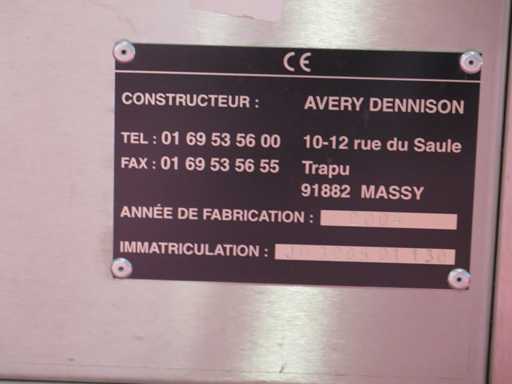 CE
CONSTRUCTEUR : AVERY DENNISON
TEL : 01 69 53 56 00 10-12 rue du Saule
FAX : 01 69 53 56 55 Trapu
91882 MASSY
ANNÉE DE FABRICATION : 2004
IMMATRICULATION :